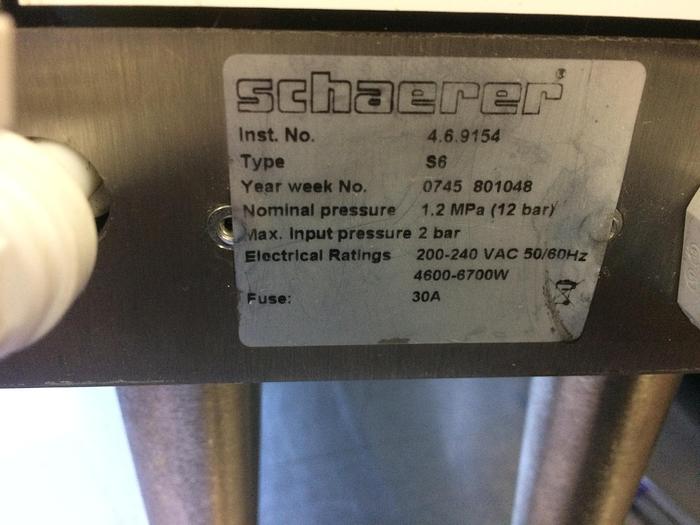 schaerer®
Inst. No. 4.6.9154
Type S6
Year week No. 0745 801048
Nominal pressure 1.2 MPa (12 bar)
Max. Input pressure 2 bar
Electrical Ratings 200-240 VAC 50/60Hz
4600-6700W
Fuse: 30A